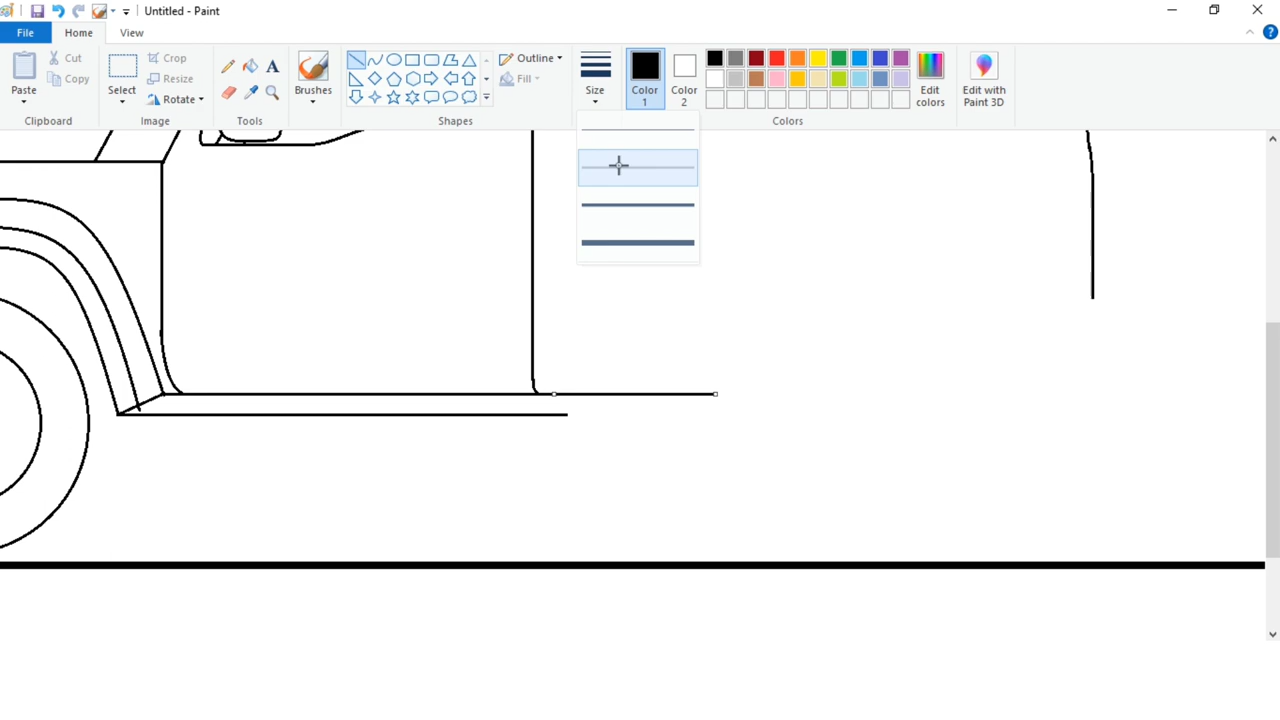 Untitled - Paint
File
Home
View
Paste
Cut
Copy
Clipboard
Select
Crop
Resize
Rotate
Image
A
Tools
Brushes
Outline
Fill
Shapes
Size
Color 1
Color 2
Edit colors
Colors
Edit with Paint 3D
?